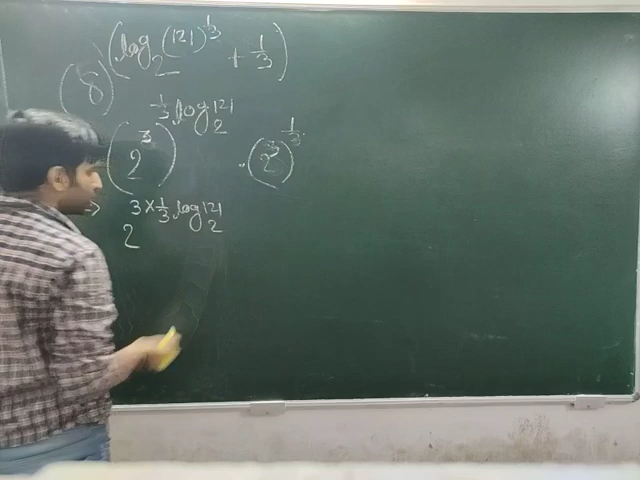 (8)^(log_2 (121)^(1/3) + 1/3)
(2^3)^(1/3 . log_2 121) . (2^3)^(1/3)
→ 2^(3 × 1/3 . log_2 121)